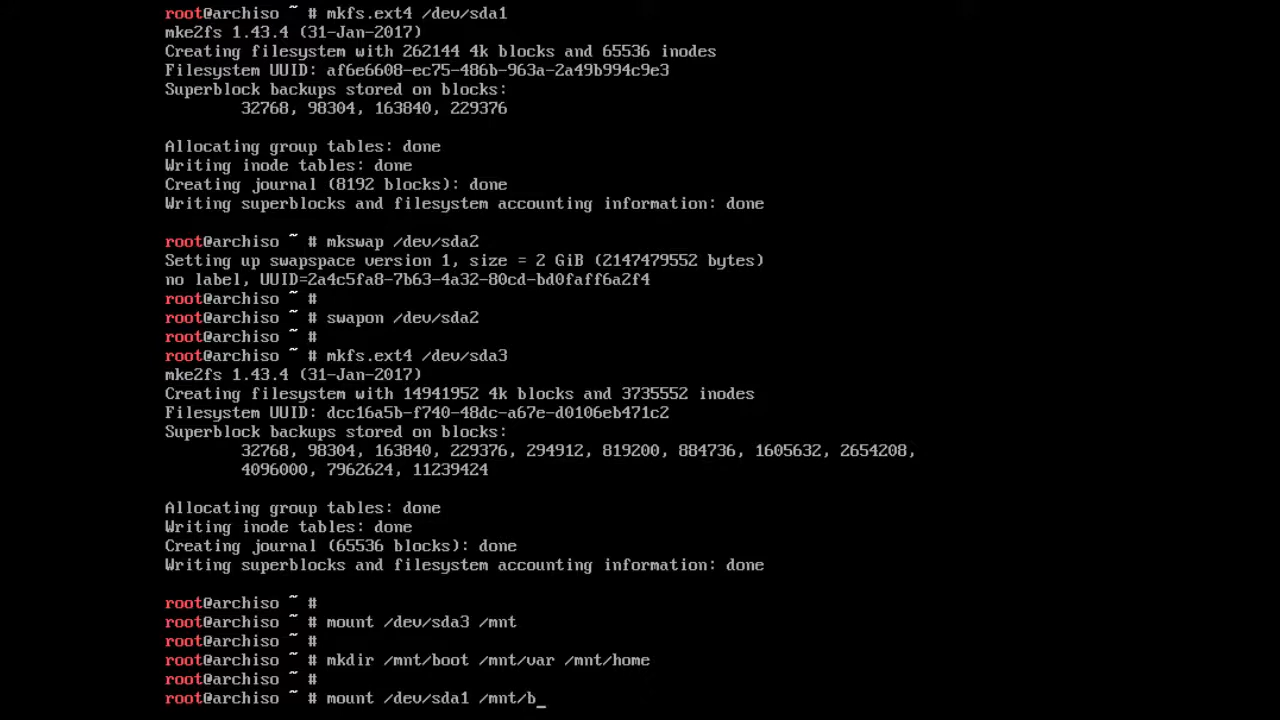 root@archiso ~ # mkfs.ext4 /dev/sda1
mke2fs 1.43.4 (31-Jan-2017)
Creating filesystem with 262144 4k blocks and 65536 inodes
Filesystem UUID: af6e6608-ec75-486b-963a-2a49b994c9e3
Superblock backups stored on blocks:
        32768, 98304, 163840, 229376

Allocating group tables: done
Writing inode tables: done
Creating journal (8192 blocks): done
Writing superblocks and filesystem accounting information: done

root@archiso ~ # mkswap /dev/sda2
Setting up swapspace version 1, size = 2 GiB (2147479552 bytes)
no label, UUID=2a4c5fa8-7b63-4a32-80cd-bd0faff6a2f4
root@archiso ~ #
root@archiso ~ # swapon /dev/sda2
root@archiso ~ #
root@archiso ~ # mkfs.ext4 /dev/sda3
mke2fs 1.43.4 (31-Jan-2017)
Creating filesystem with 14941952 4k blocks and 3735552 inodes
Filesystem UUID: dcc16a5b-f740-48dc-a67e-d0106eb471c2
Superblock backups stored on blocks:
        32768, 98304, 163840, 229376, 294912, 819200, 884736, 1605632, 2654208,
        4096000, 7962624, 11239424

Allocating group tables: done
Writing inode tables: done
Creating journal (65536 blocks): done
Writing superblocks and filesystem accounting information: done

root@archiso ~ #
root@archiso ~ # mount /dev/sda3 /mnt
root@archiso ~ #
root@archiso ~ # mkdir /mnt/boot /mnt/var /mnt/home
root@archiso ~ #
root@archiso ~ # mount /dev/sda1 /mnt/b_